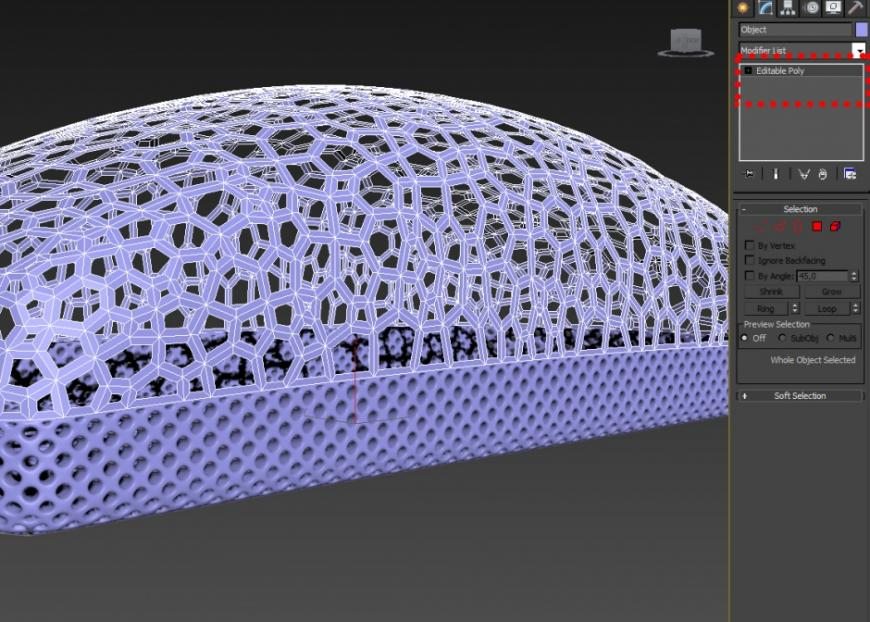 Object
Modifier List
Editable Poly
- Selection
By Vertex
Ignore Backfacing
By Angle: 45,0
Shrink Grow
Ring Loop
Preview Selection
Off SubObj Multi
Whole Object Selected
+ Soft Selection